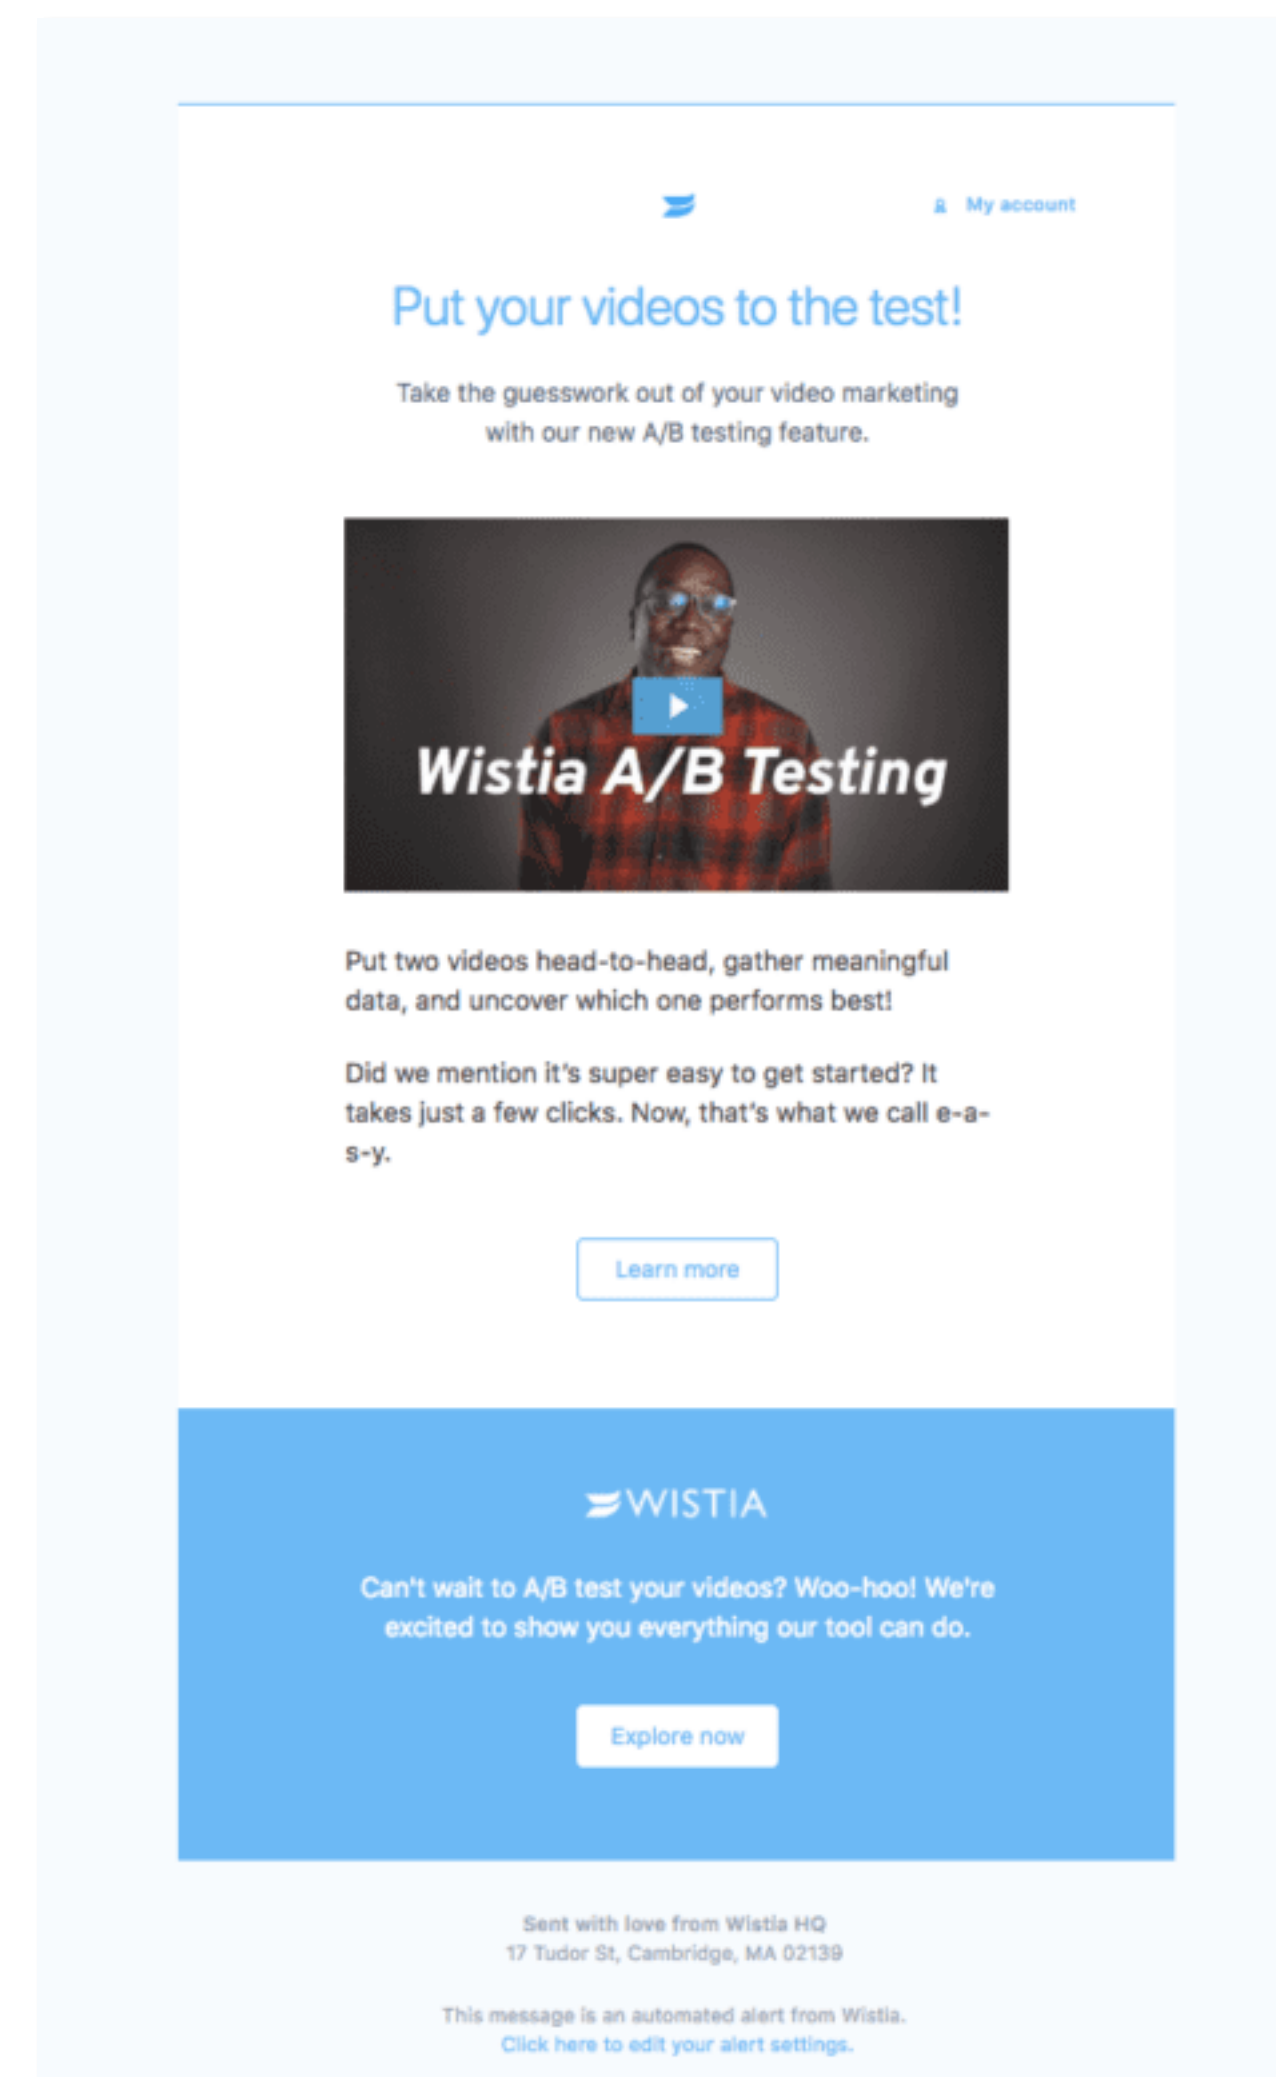 My account
Put your videos to the test!
Take the guesswork out of your video marketing
with our new A/B testing feature.
Wistia A/B Testing
Put two videos head-to-head, gather meaningful
data, and uncover which one performs best!
Did we mention it's super easy to get started? It
takes just a few clicks. Now, that's what we call e-a-
s-y.
Learn more
WISTIA
Can't wait to A/B test your videos? Woo-hoo! We're
excited to show you everything our tool can do.
Explore now
Sent with love from Wistia HQ
17 Tudor St, Cambridge, MA 02139
This message is an automated alert from Wistia.
Click here to edit your alert settings.